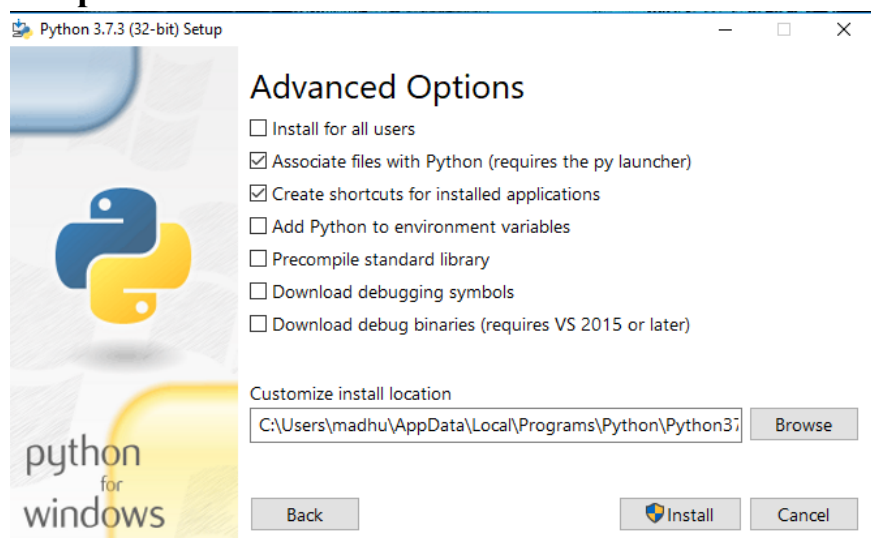 Python 3.7.3 (32-bit) Setup
Advanced Options
Install for all users
Associate files with Python (requires the py launcher)
Create shortcuts for installed applications
Add Python to environment variables
Precompile standard library
Download debugging symbols
Download debug binaries (requires VS 2015 or later)
Customize install location
C:\Users\madhu\AppData\Local\Programs\Python\Python37
Browse
python
for
windows
Back
Install
Cancel